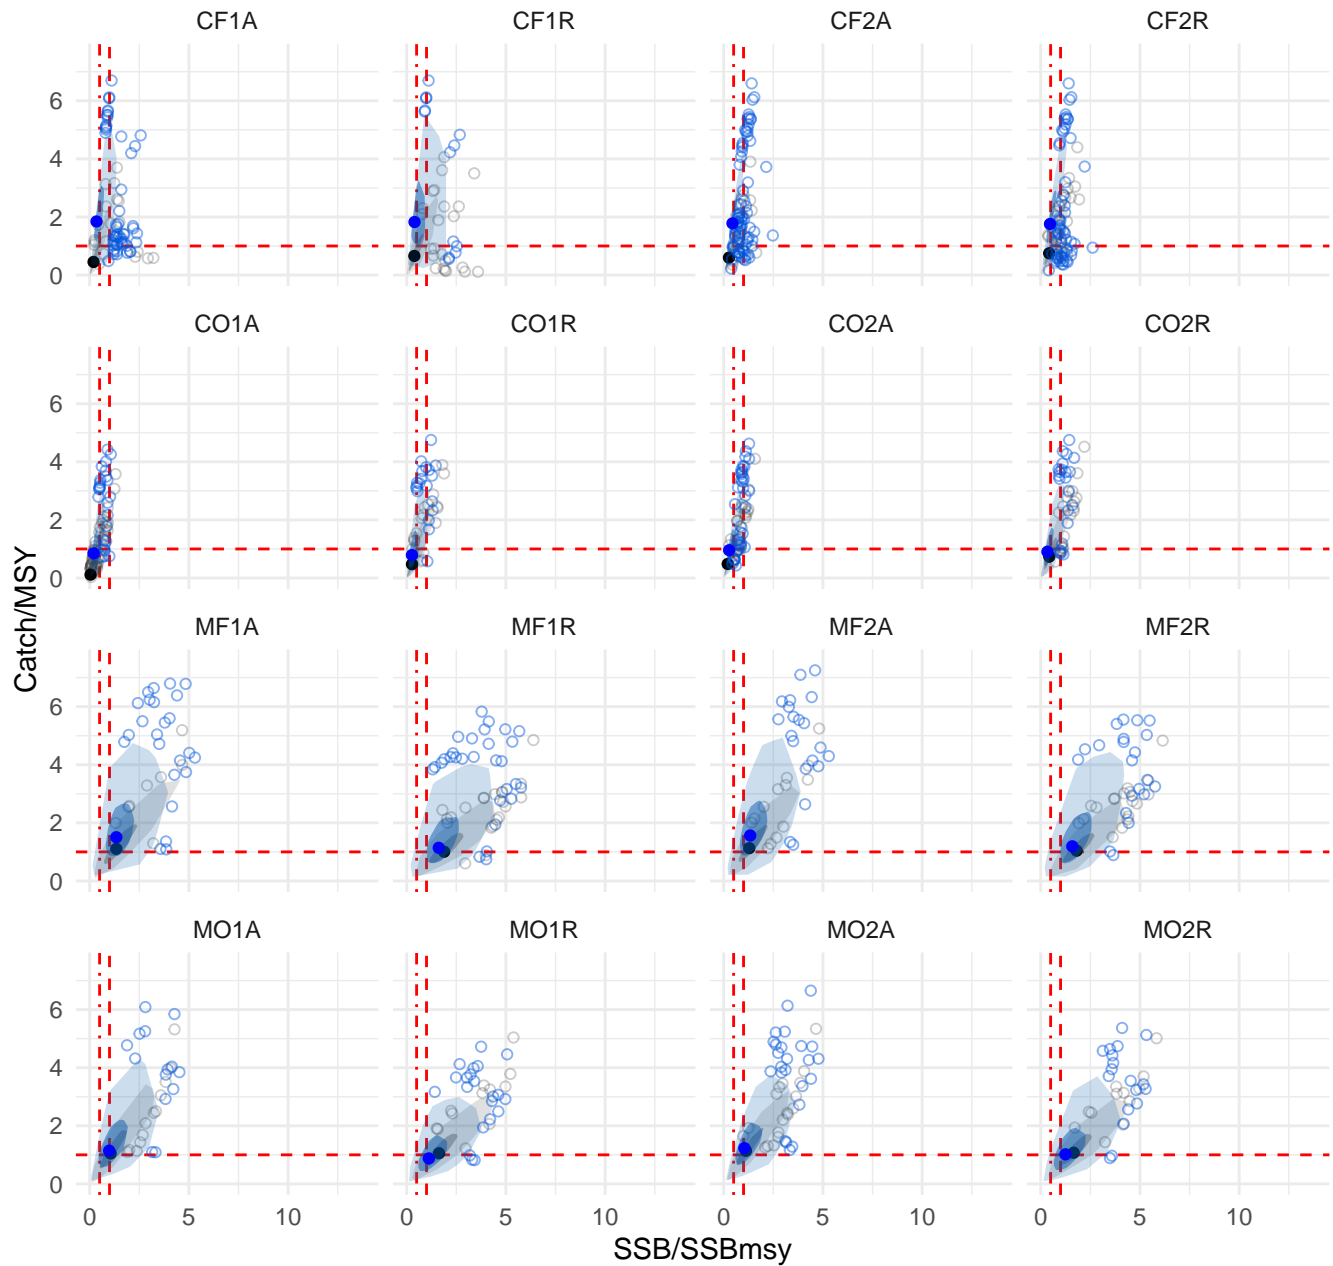 CF1A CF1R CF2A CF2R
6
4
2
0
CO1A CO1R CO2A CO2R
6
4
2
0
Catch/MSY
MF1A MF1R MF2A MF2R
6
4
2
0
MO1A MO1R MO2A MO2R
6
4
2
0
0 5 10 0 5 10 0 5 10 0 5 10
SSB/SSBmsy